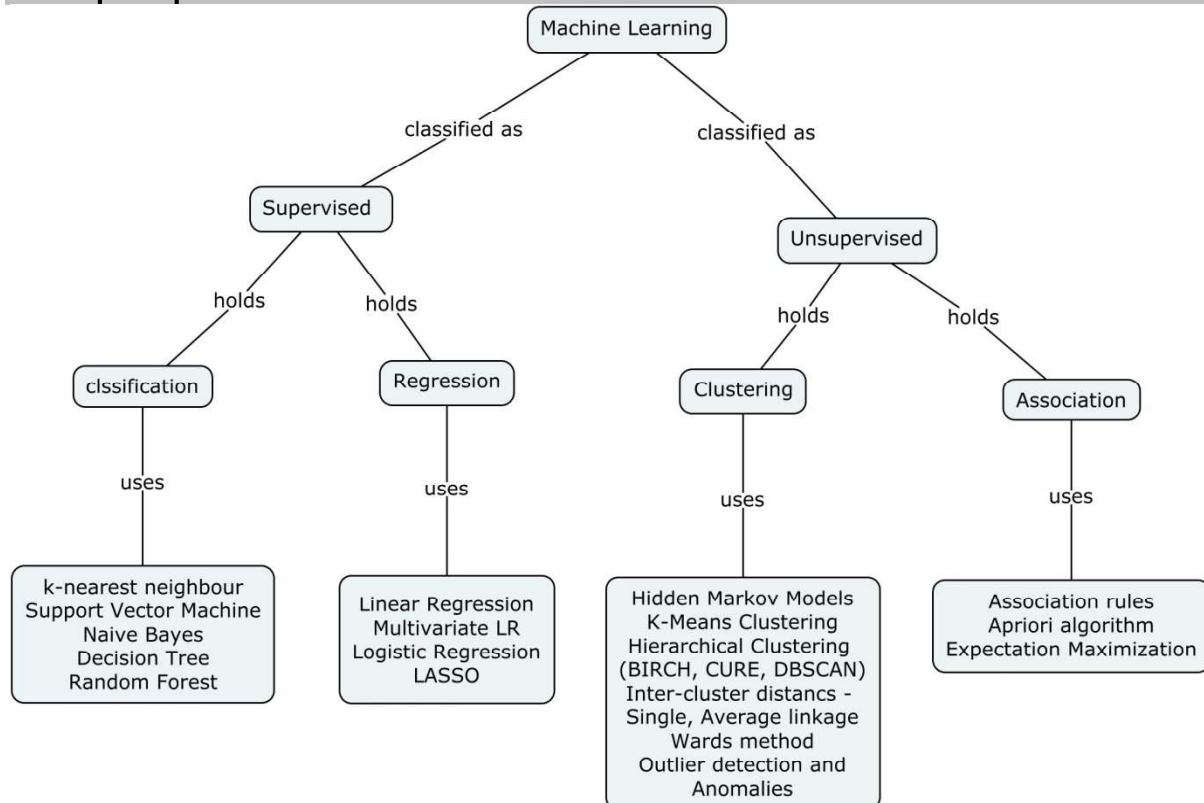 Machine Learning
classified as
classified as
Supervised
Unsupervised
holds
holds
holds
holds
clssification
Regression
Clustering
Association
uses
uses
uses
uses
k-nearest neighbour
Support Vector Machine
Naive Bayes
Decision Tree
Random Forest
Linear Regression
Multivariate LR
Logistic Regression
LASSO
Hidden Markov Models
K-Means Clustering
Hierarchical Clustering
(BIRCH, CURE, DBSCAN)
Inter-cluster distancs -
Single, Average linkage
Wards method
Outlier detection and
Anomalies
Association rules
Apriori algorithm
Expectation Maximization